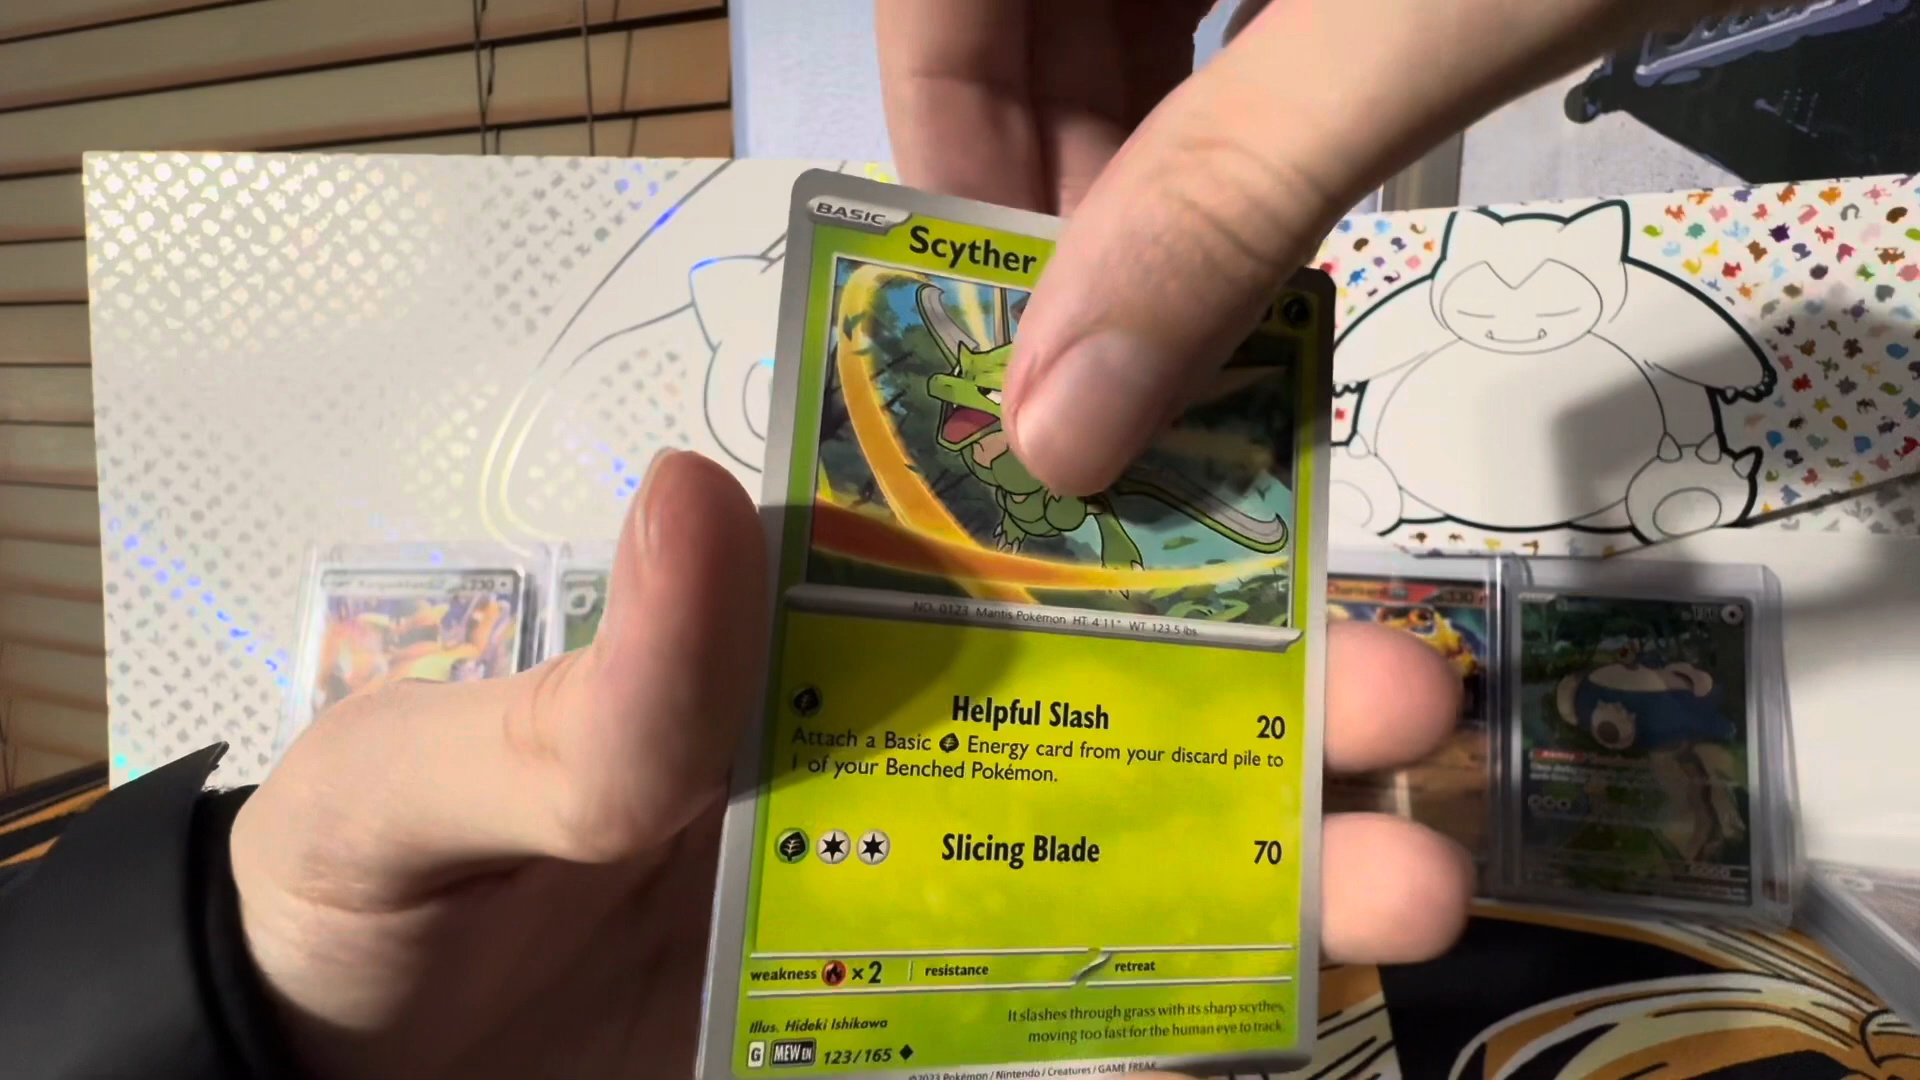 BASIC
Scyther
NO. 0123 Mantis Pokémon HT: 4'11" WT: 123.5 lbs
Helpful Slash 20
Attach a Basic Energy card from your discard pile to
1 of your Benched Pokémon.
Slicing Blade 70
weakness ×2 resistance retreat
Illus. Hideki Ishikawa
It slashes through grass with its sharp scythes,
moving too fast for the human eye to track.
G MEW EN 123/165
©2023 Pokémon / Nintendo / Creatures / GAME FREAK
330